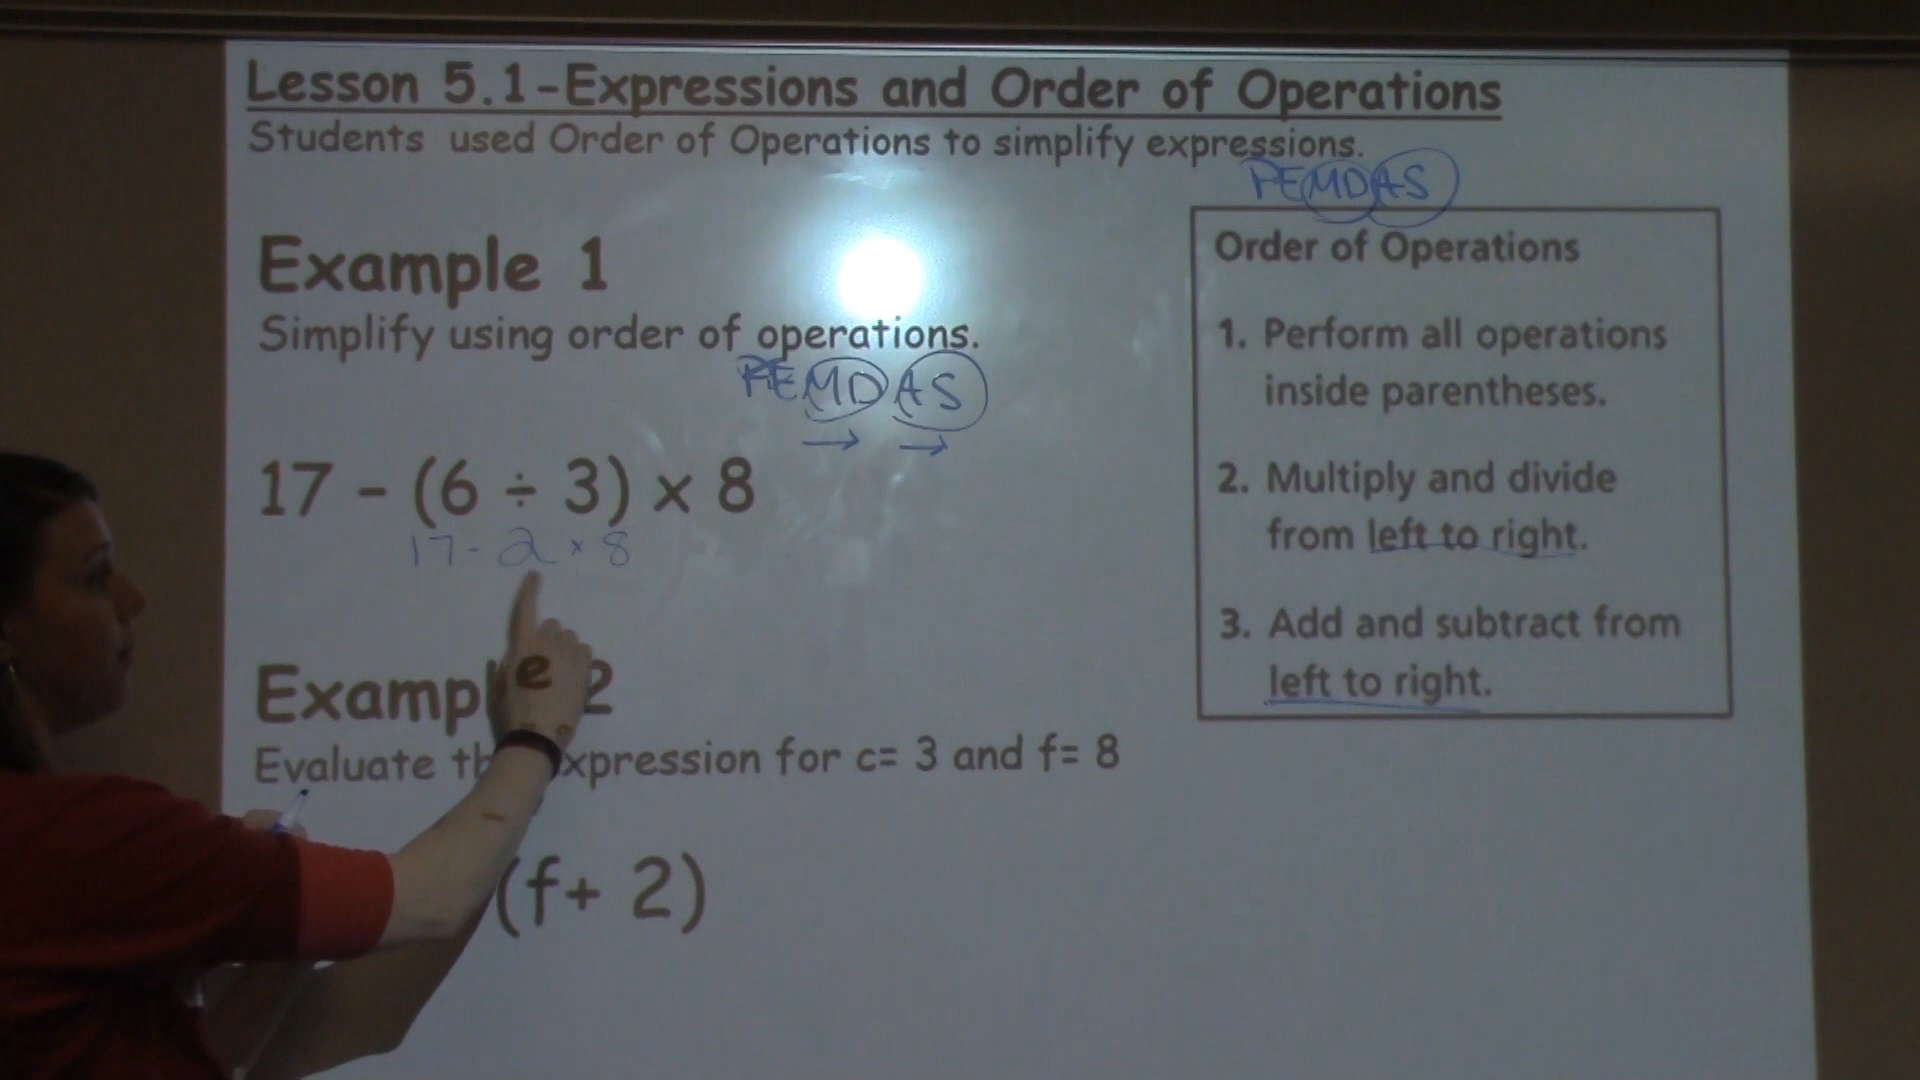 Lesson 5.1-Expressions and Order of Operations
Students used Order of Operations to simplify expressions.
PEMDAS
Example 1
Simplify using order of operations.
PEMDAS
17 - (6 ÷ 3) x 8
17 - 2 x 8
Example 2
Evaluate expression for c= 3 and f= 8
(f+ 2)
Order of Operations
1. Perform all operations
inside parentheses.
2. Multiply and divide
from left to right.
3. Add and subtract from
left to right.